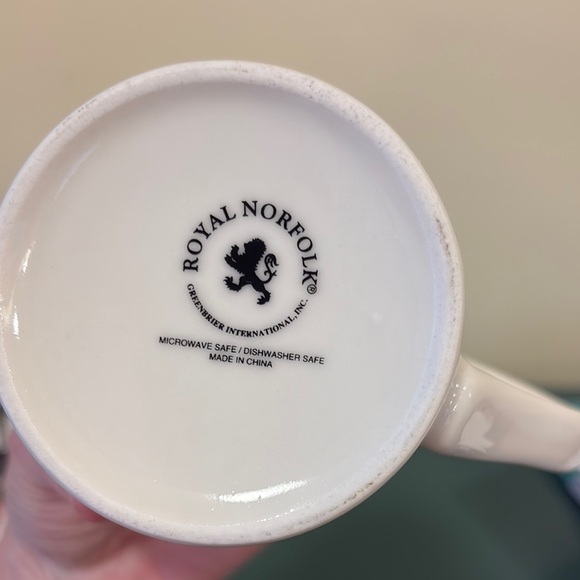 ROYAL NORFOLK®
GREENBRIER INTERNATIONAL, INC.
MICROWAVE SAFE / DISHWASHER SAFE
MADE IN CHINA